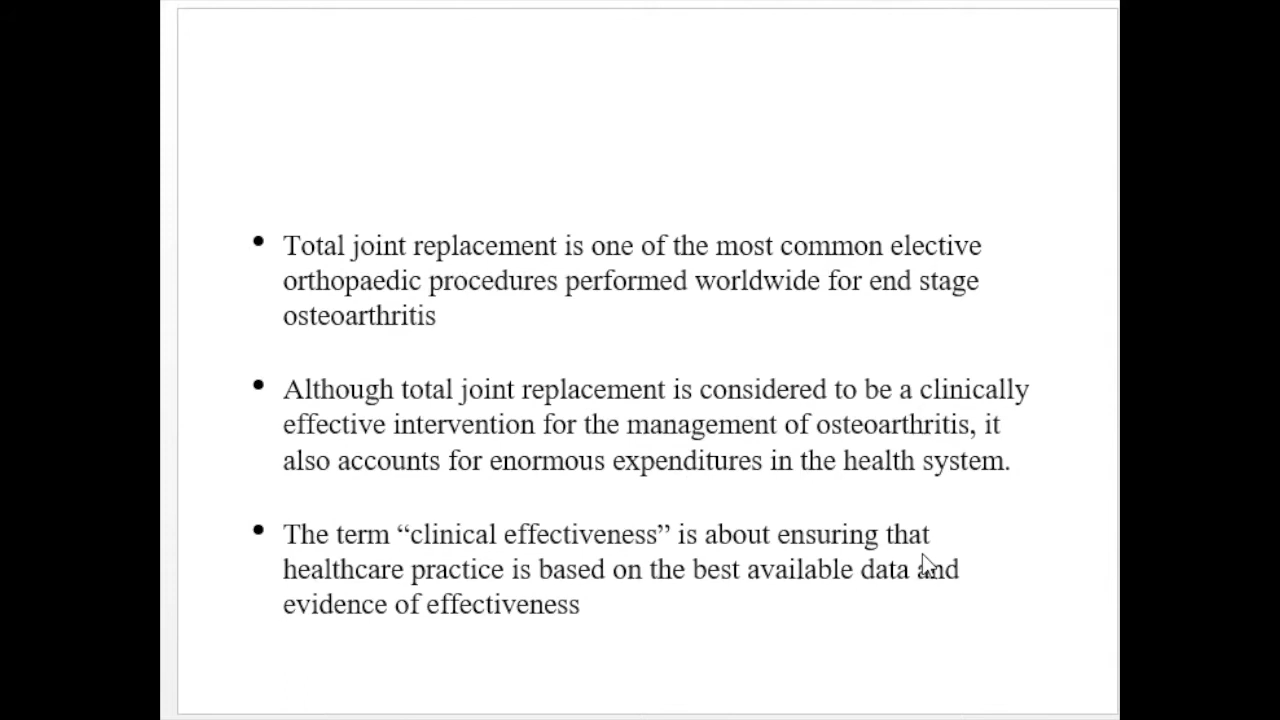 • Total joint replacement is one of the most common elective
orthopaedic procedures performed worldwide for end stage
osteoarthritis
• Although total joint replacement is considered to be a clinically
effective intervention for the management of osteoarthritis, it
also accounts for enormous expenditures in the health system.
• The term “clinical effectiveness” is about ensuring that
healthcare practice is based on the best available data and
evidence of effectiveness